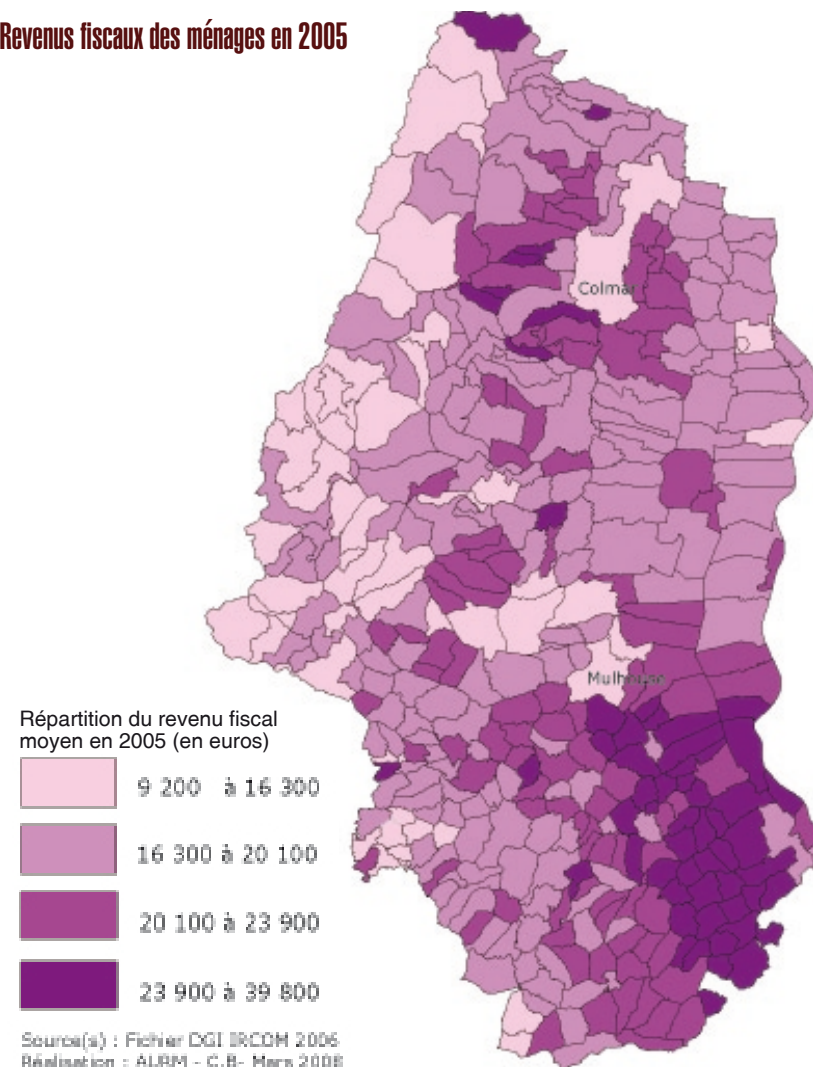 Revenus fiscaux des ménages en 2005
Colmar
Mulhouse
Répartition du revenu fiscal
moyen en 2005 (en euros)
9 200 à 16 300
16 300 à 20 100
20 100 à 23 900
23 900 à 39 800
Source(s) : Fichier DGI IRCOM 2006
Réalisation : AURM - C.B- Mars 2008